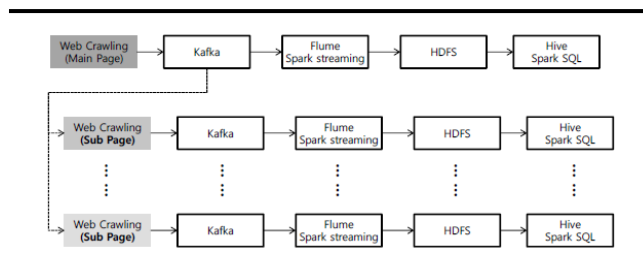 Web Crawling
(Main Page)
Kafka
Flume
Spark streaming
HDFS
Hive
Spark SQL
Web Crawling
(Sub Page)
Kafka
Flume
Spark streaming
HDFS
Hive
Spark SQL
Web Crawling
(Sub Page)
Kafka
Flume
Spark streaming
HDFS
Hive
Spark SQL